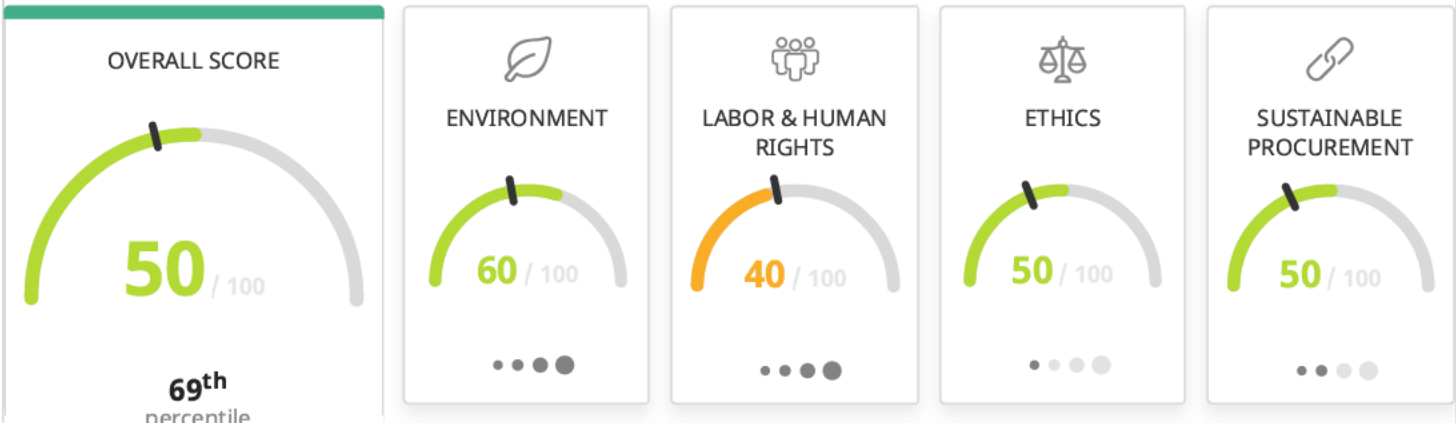 OVERALL SCORE
50 / 100
69th
percentile
ENVIRONMENT
60 / 100
LABOR & HUMAN
RIGHTS
40 / 100
ETHICS
50 / 100
SUSTAINABLE
PROCUREMENT
50 / 100